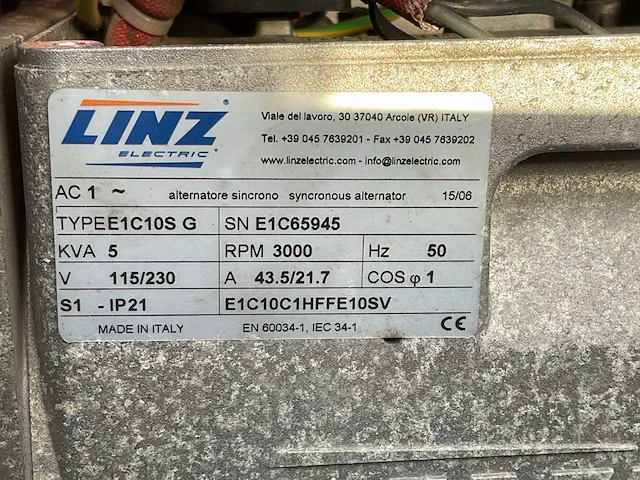 LINZ®
ELECTRIC®
Viale del lavoro, 30 37040 Arcole (VR) ITALY
Tel. +39 045 7639201 - Fax +39 045 7639202
www.linzelectric.com - info@linzelectric.com
AC 1 ~ alternatore sincrono syncronous alternator 15/06
TYPE E1C10S G SN E1C65945
KVA 5 RPM 3000 Hz 50
V 115/230 A 43.5/21.7 COS φ 1
S1 - IP21 E1C10C1HFFE10SV
MADE IN ITALY EN 60034-1, IEC 34-1 CE